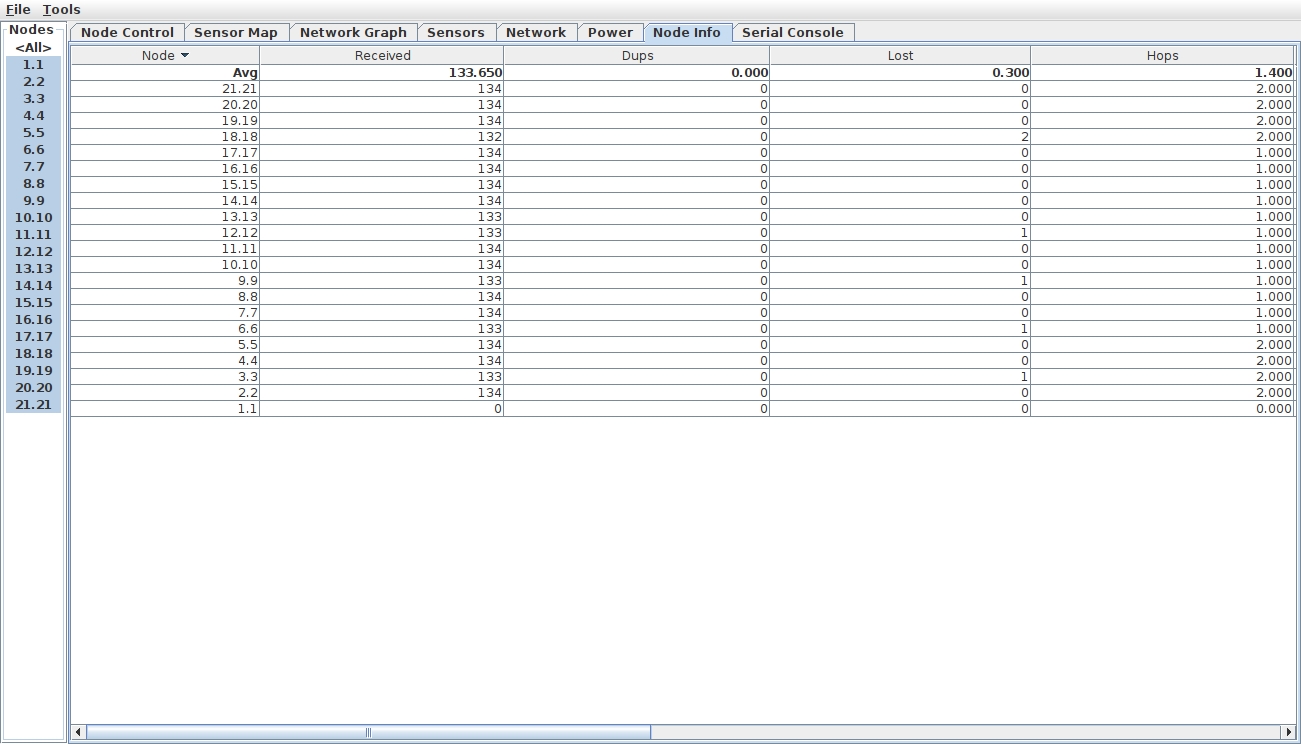 File Tools
Nodes
<All>
1.1
2.2
3.3
4.4
5.5
6.6
7.7
8.8
9.9
10.10
11.11
12.12
13.13
14.14
15.15
16.16
17.17
18.18
19.19
20.20
21.21
Node Control Sensor Map Network Graph Sensors Network Power Node Info Serial Console
Node Received Dups Lost Hops
Avg 133.650 0.000 0.300 1.400
21.21 134 0 0 2.000
20.20 134 0 0 2.000
19.19 134 0 0 2.000
18.18 132 0 2 2.000
17.17 134 0 0 1.000
16.16 134 0 0 1.000
15.15 134 0 0 1.000
14.14 134 0 0 1.000
13.13 133 0 0 1.000
12.12 133 0 1 1.000
11.11 134 0 0 1.000
10.10 134 0 0 1.000
9.9 133 0 1 1.000
8.8 134 0 0 1.000
7.7 134 0 0 1.000
6.6 133 0 1 1.000
5.5 134 0 0 2.000
4.4 134 0 0 2.000
3.3 133 0 1 2.000
2.2 134 0 0 2.000
1.1 0 0 0 0.000